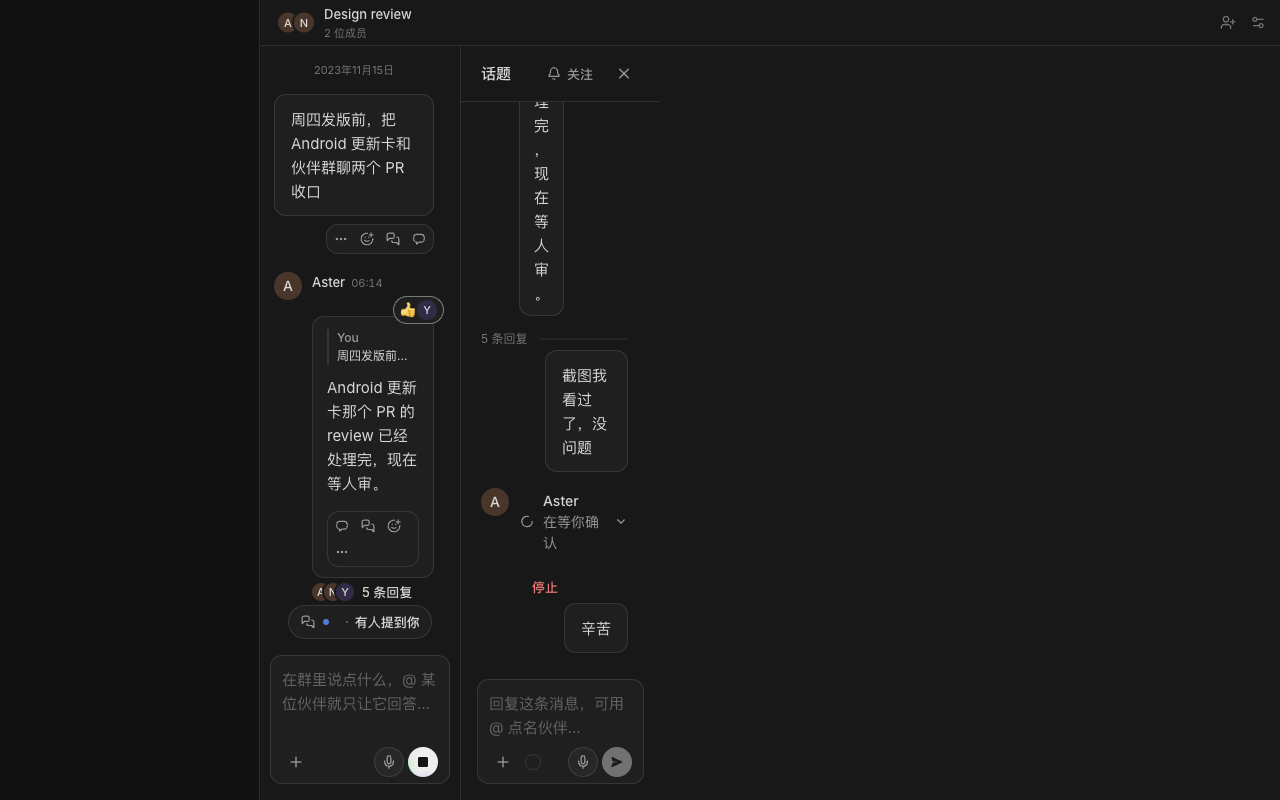 A N
Design review
2 位成员
2023年11月15日
周四发版前，把
Android 更新卡和
伙伴群聊两个 PR
收口
A
Aster 06:14
👍 Y
You
周四发版前...
Android 更新
卡那个 PR 的
review 已经
处理完，现在
等人审。
A N Y 5 条回复
· 有人提到你
在群里说点什么，@ 某
位伙伴就只让它回答...
话题
关注
理
完
，
现
在
等
人
审
。
5 条回复
截图我
看过
了，没
问题
A
Aster
在等你确
认
停止
辛苦
回复这条消息，可用
@ 点名伙伴...